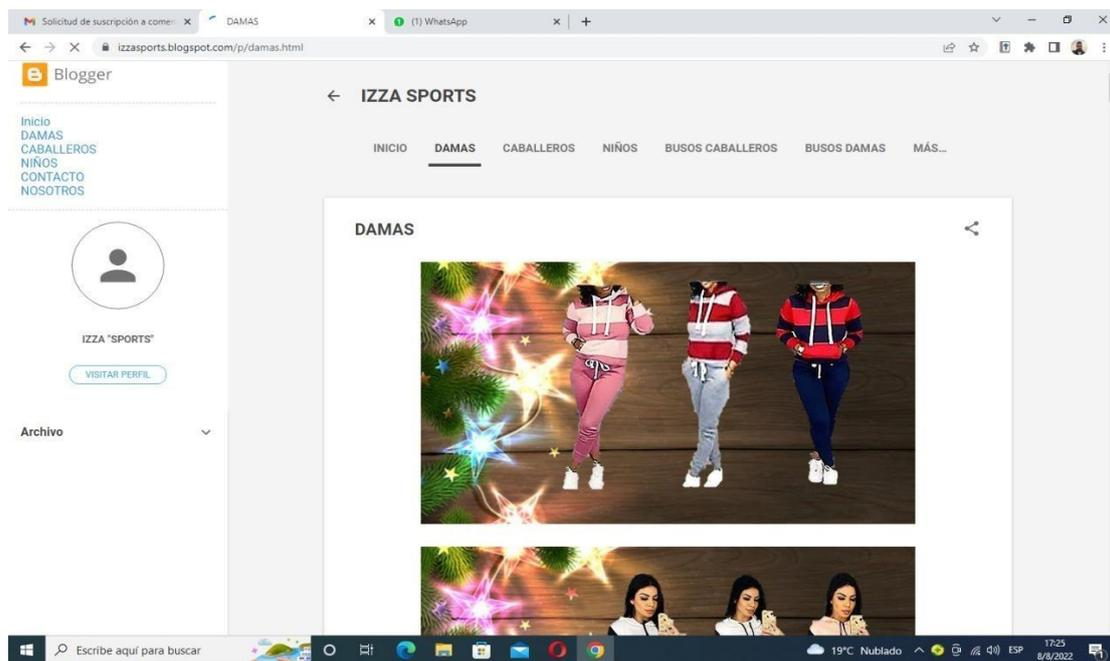 Solicitud de suscripción a comen
DAMAS
(1) WhatsApp
izzasports.blogspot.com/p/damas.html
Blogger
Inicio
DAMAS
CABALLEROS
NIÑOS
CONTACTO
NOSOTROS
IZZA "SPORTS"
VISITAR PERFIL
Archivo
IZZA SPORTS
INICIO DAMAS CABALLEROS NIÑOS BUSOS CABALLEROS BUSOS DAMAS MÁS...
DAMAS
Escribe aquí para buscar
19°C Nublado
ESP
17:25
8/8/2022